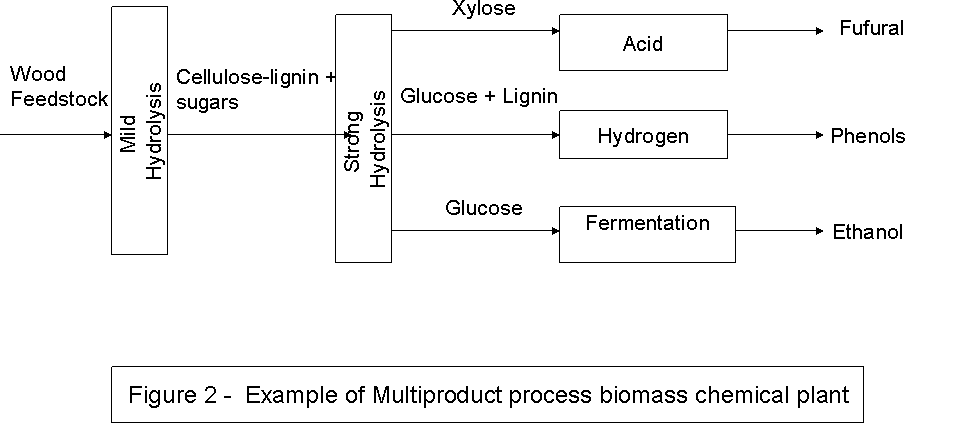 Xylose
Acid
Fufural
Wood
Feedstock
Mild
Hydrolysis
Cellulose-lignin +
sugars
Strong
Hydrolysis
Glucose + Lignin
Hydrogen
Phenols
Glucose
Fermentation
Ethanol
Figure 2 - Example of Multiproduct process biomass chemical plant